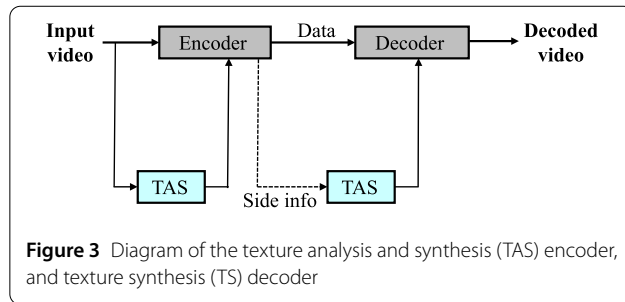 Input video
Encoder
Data
Decoder
Decoded video
TAS
Side info
TAS
Figure 3 Diagram of the texture analysis and synthesis (TAS) encoder,
and texture synthesis (TS) decoder